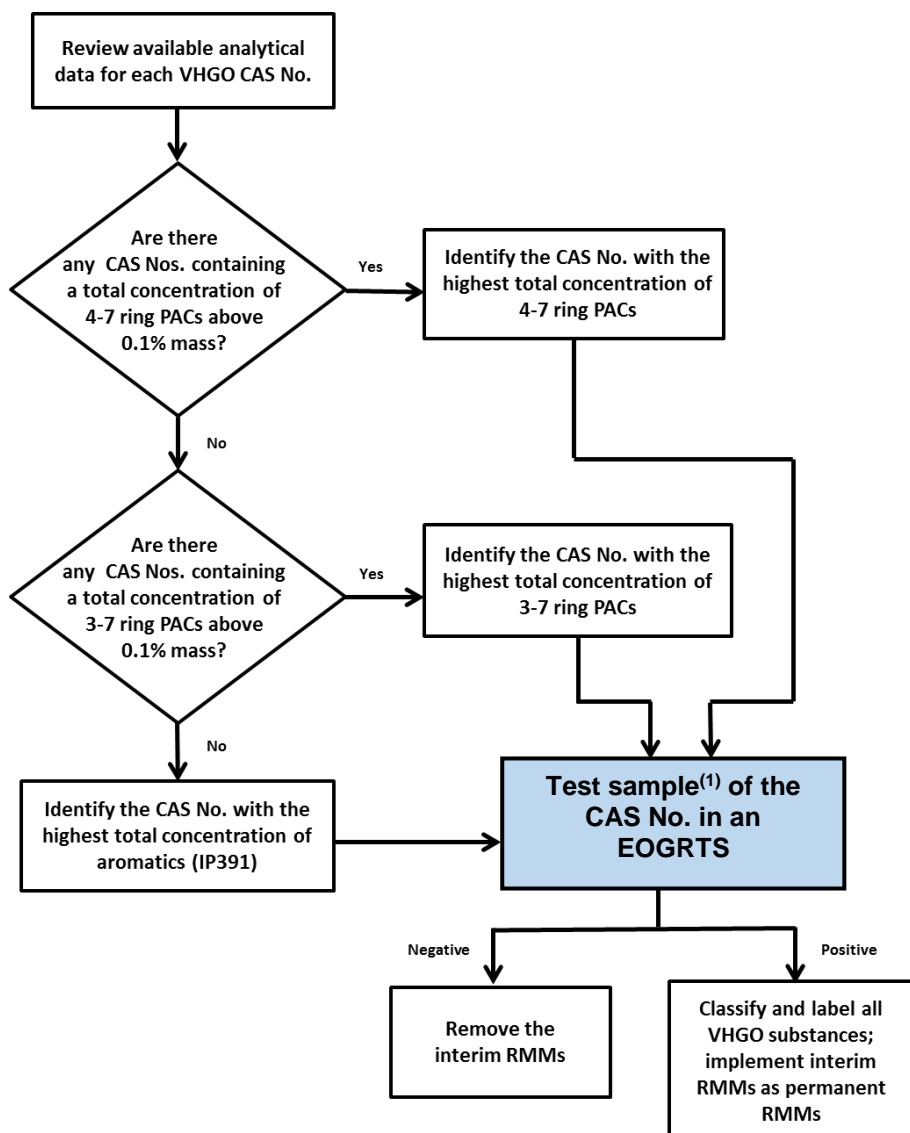 Review available analytical
data for each VHGO CAS No.
Are there
any CAS Nos. containing
a total concentration of
4-7 ring PACs above
0.1% mass?
Yes
Identify the CAS No. with the
highest total concentration of
4-7 ring PACs
No
Are there
any CAS Nos. containing
a total concentration of
3-7 ring PACs above
0.1% mass?
Yes
Identify the CAS No. with the
highest total concentration of
3-7 ring PACs
No
Identify the CAS No. with the
highest total concentration of
aromatics (IP391)
Test sample(1) of the
CAS No. in an
EOGRTS
Negative
Positive
Remove the
interim RMMs
Classify and label all
VHGO substances;
implement interim
RMMs as permanent
RMMs